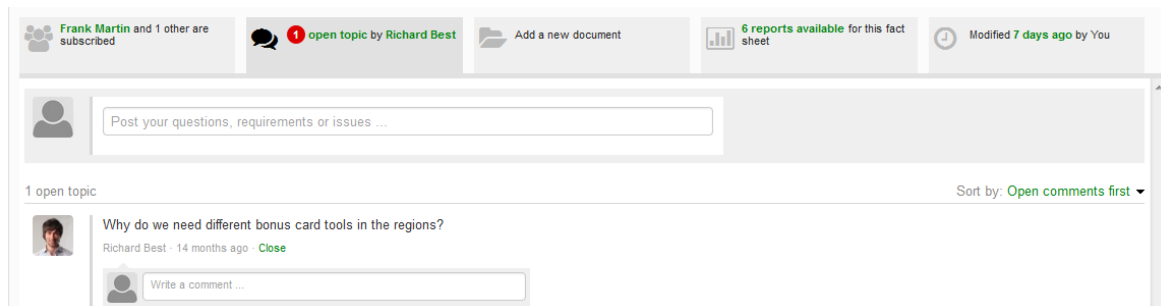 Frank Martin and 1 other are
subscribed
1 open topic by Richard Best
Add a new document
6 reports available for this fact
sheet
Modified 7 days ago by You
Post your questions, requirements or issues ...
1 open topic
Sort by: Open comments first
Why do we need different bonus card tools in the regions?
Richard Best · 14 months ago · Close
Write a comment ...